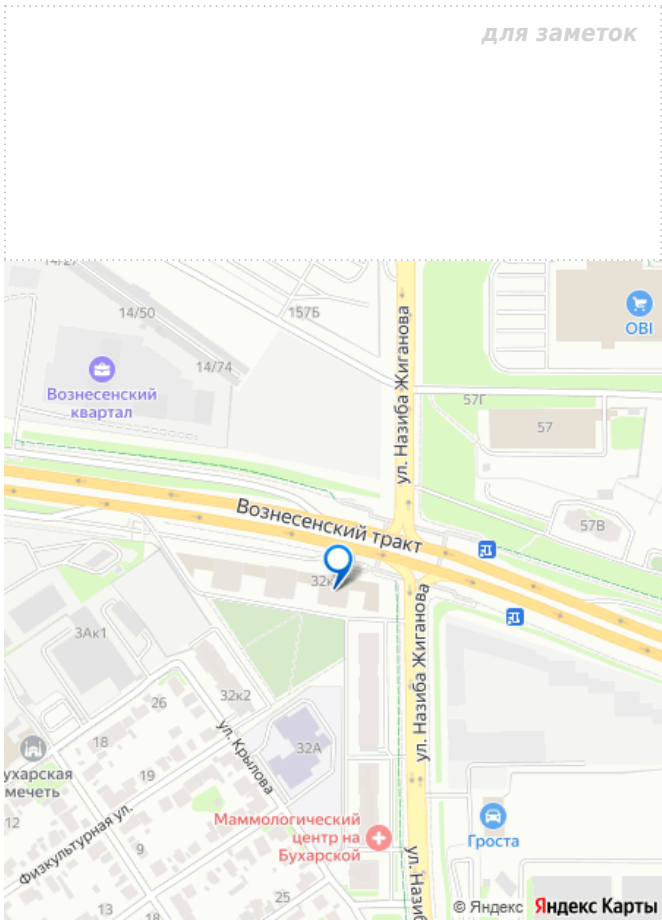 для заметок
14/50
157Б
ул. Назиба Жиганова
OBI
14/74
Вознесенский
квартал
57Г
57
Вознесенский тракт
57В
32к
ул. Назиба Жиганова
3Ак1
32к2
26
18
ул. Крылова
32А
ухарская
мечеть
19
12
Физкультурная ул.
9
Маммологический
центр на
Бухарской
Гроста
ул. Назиб
25
13
18
© Яндекс Яндекс Карты